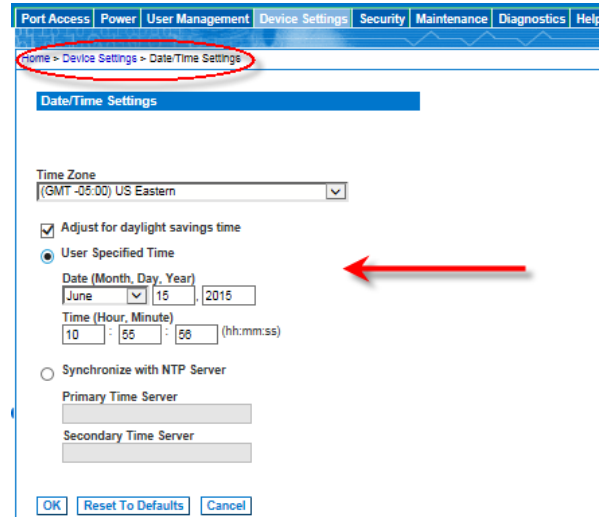 Port Access Power User Management Device Settings Security Maintenance Diagnostics Help
Home > Device Settings > Date/Time Settings
Date/Time Settings
Time Zone
(GMT -05:00) US Eastern
Adjust for daylight savings time
User Specified Time
Date (Month, Day, Year)
June 15 , 2015
Time (Hour, Minute)
10 : 55 : 56 (hh:mm:ss)
Synchronize with NTP Server
Primary Time Server
Secondary Time Server
OK Reset To Defaults Cancel